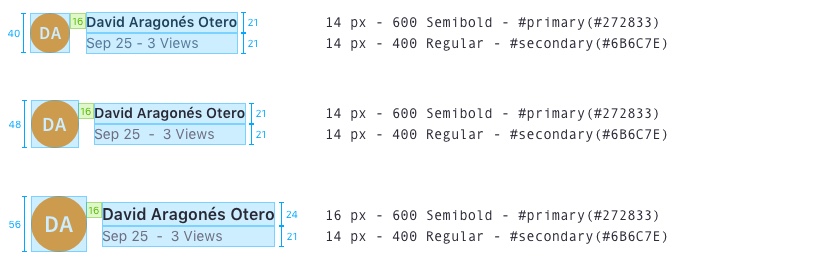 40 DA 16 David Aragonés Otero 21 14 px - 600 Semibold - #primary(#272833)
Sep 25 - 3 Views 21 14 px - 400 Regular - #secondary(#6B6C7E)
48 DA 16 David Aragonés Otero 21 14 px - 600 Semibold - #primary(#272833)
Sep 25 - 3 Views 21 14 px - 400 Regular - #secondary(#6B6C7E)
56 DA 16 David Aragonés Otero 24 16 px - 600 Semibold - #primary(#272833)
Sep 25 - 3 Views 21 14 px - 400 Regular - #secondary(#6B6C7E)